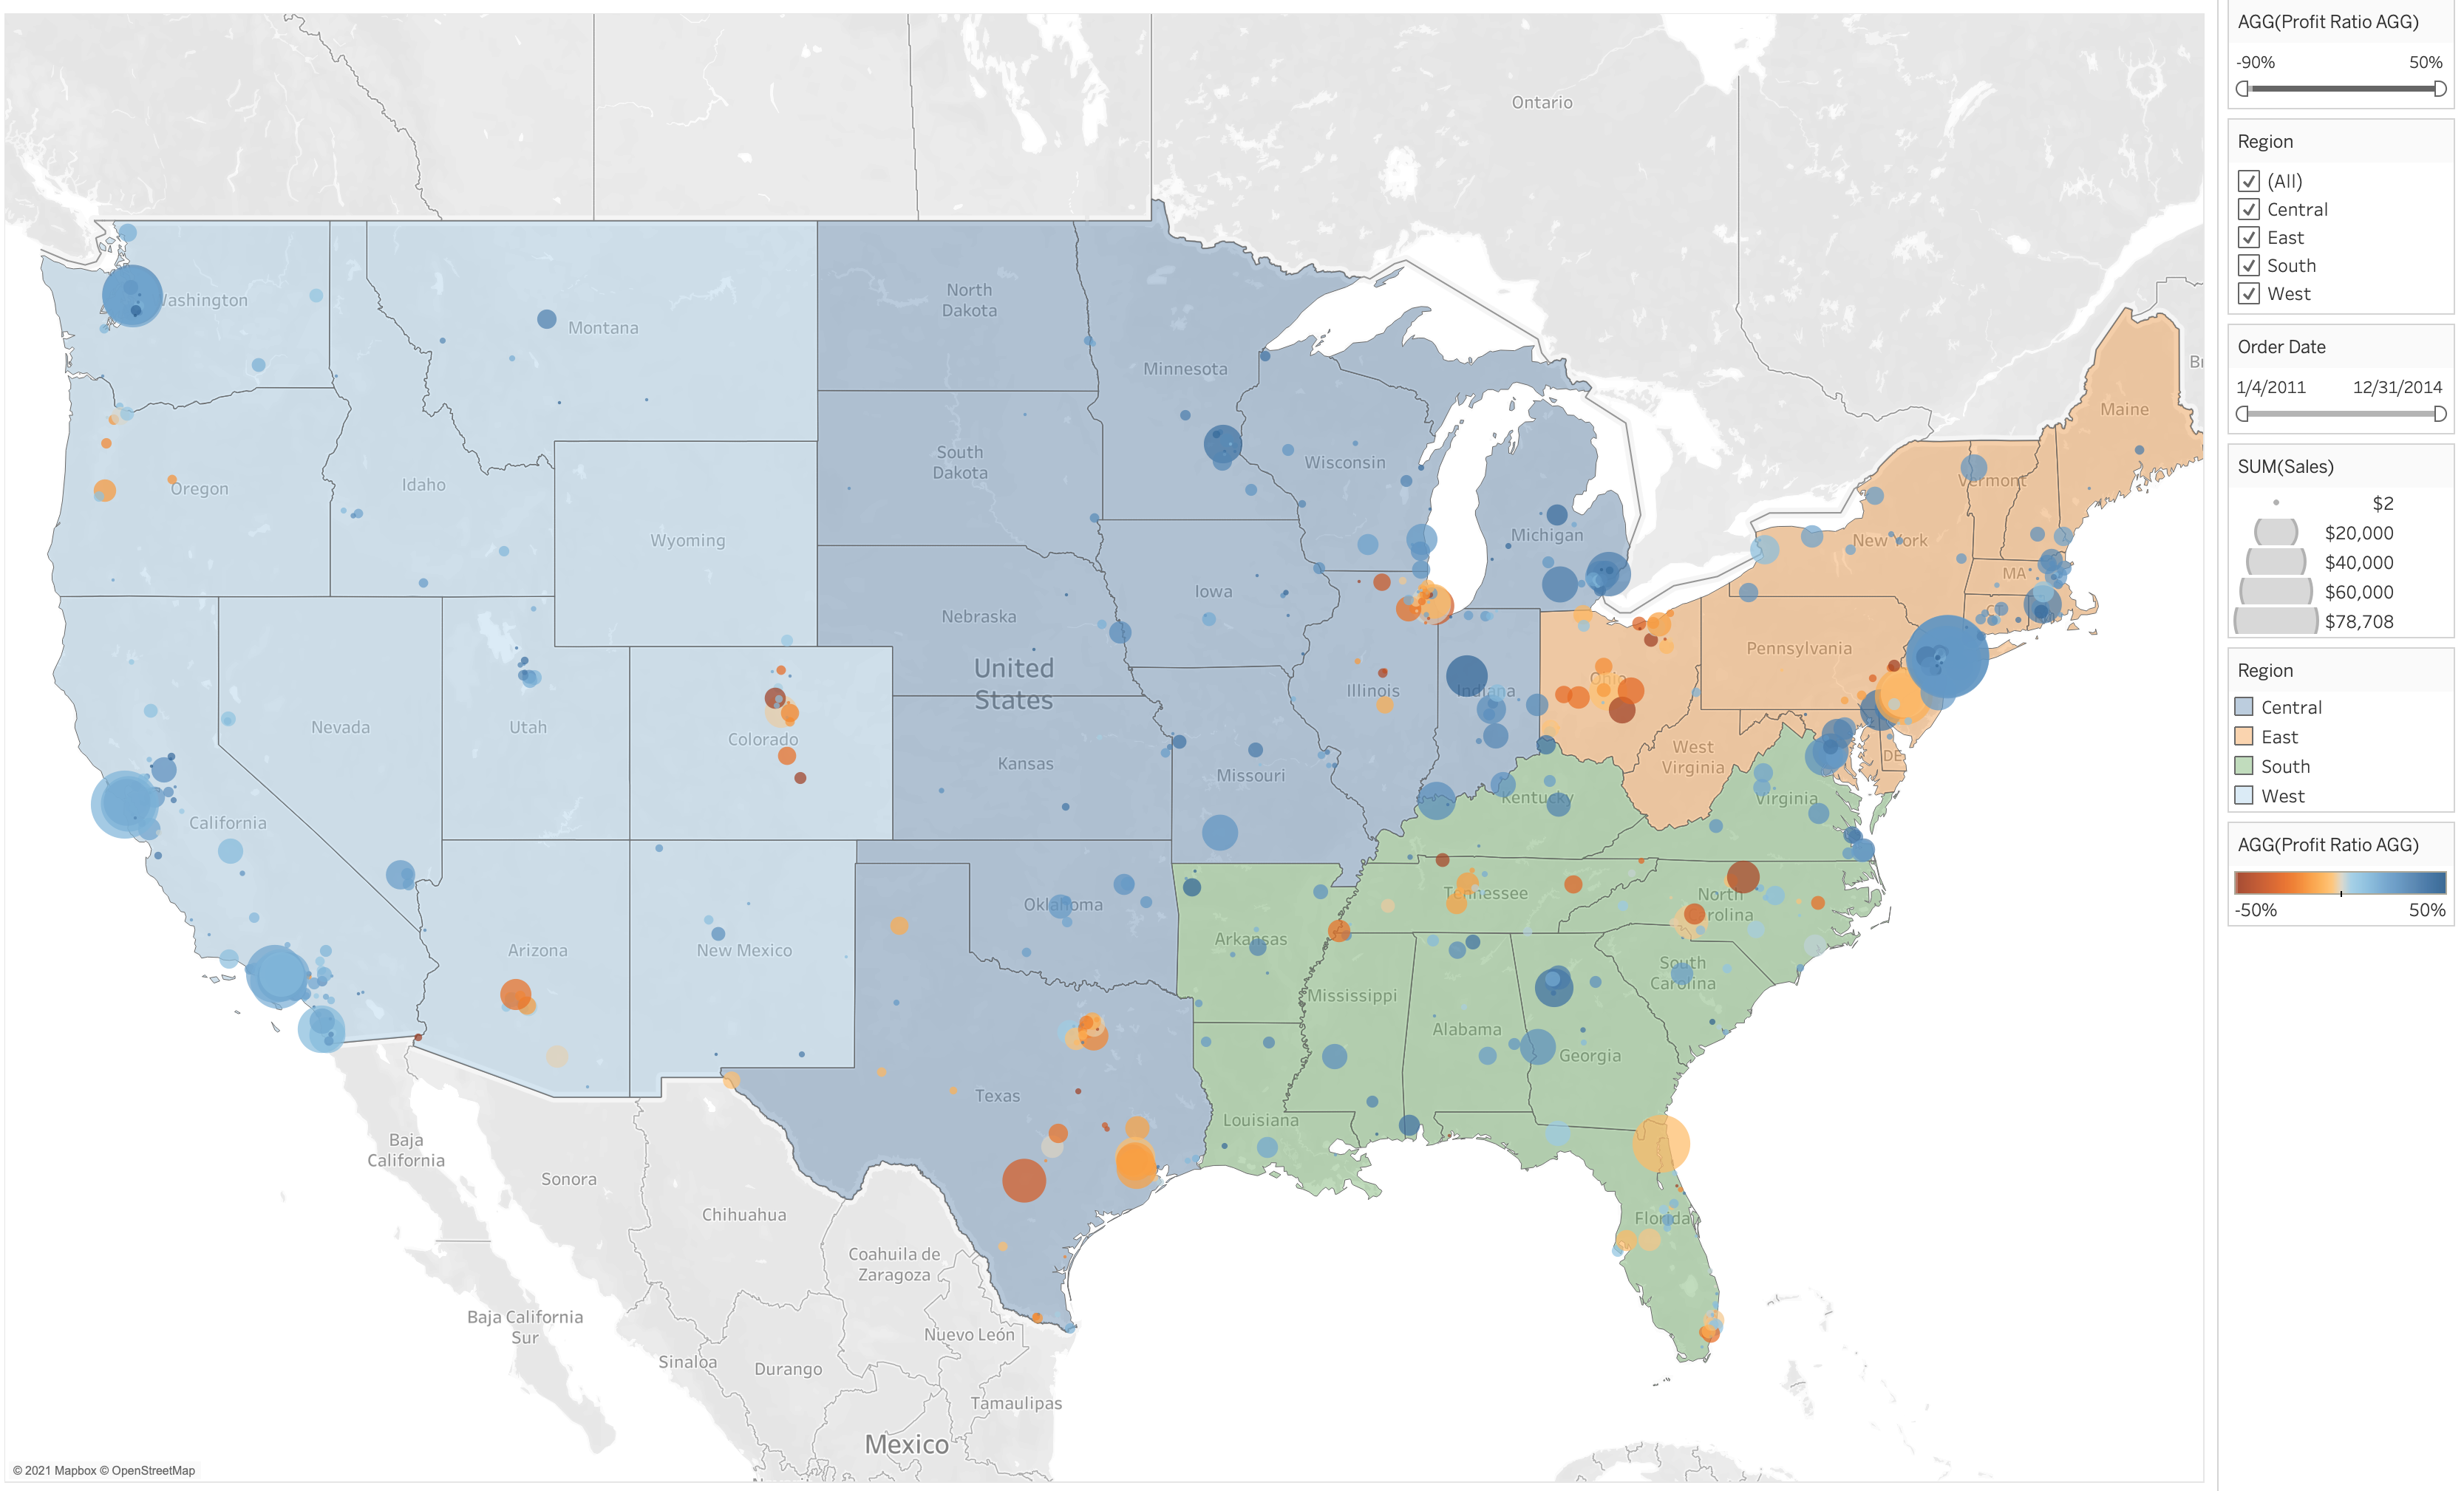 Ontario
Washington
Montana
North
Dakota
Minnesota
Maine
Oregon
Idaho
South
Dakota
Wisconsin
Vermont
Wyoming
Michigan
New York
MA
Iowa
Nebraska
CT
Pennsylvania
United
States
Illinois
Indiana
Ohio
Nevada
Utah
Colorado
West
Virginia
DE
Kansas
Missouri
Kentucky
Virginia
California
Oklahoma
Tennessee
North
Carolina
Arizona
New Mexico
Arkansas
South
Carolina
Mississippi
Alabama
Georgia
Texas
Louisiana
Baja
California
Sonora
Chihuahua
Florida
Coahuila de
Zaragoza
Baja California
Sur
Nuevo León
Sinaloa
Durango
Tamaulipas
Mexico
© 2021 Mapbox © OpenStreetMap
AGG(Profit Ratio AGG)
-90% 50%
Region
(All)
Central
East
South
West
Order Date
1/4/2011 12/31/2014
SUM(Sales)
$2
$20,000
$40,000
$60,000
$78,708
Region
Central
East
South
West
AGG(Profit Ratio AGG)
-50% 50%